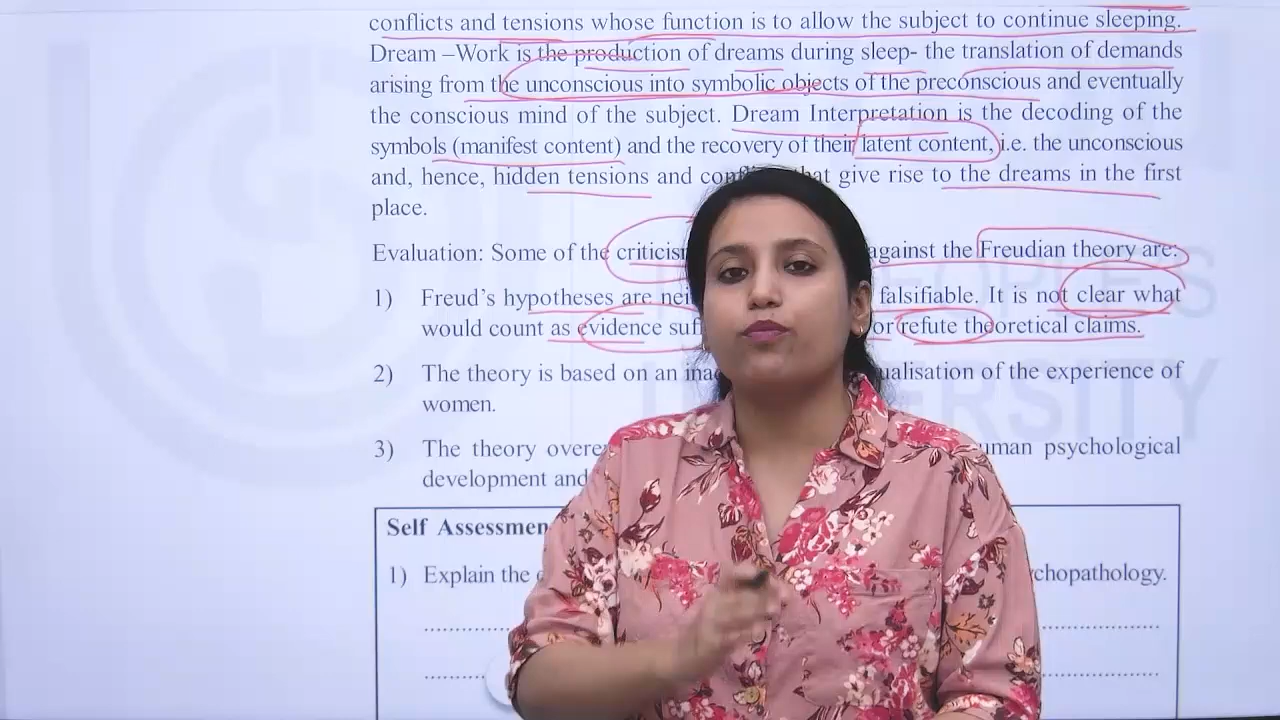 conflicts and tensions whose function is to allow the subject to continue sleeping.
Dream –Work is the production of dreams during sleep- the translation of demands
arising from the unconscious into symbolic objects of the preconscious and eventually
the conscious mind of the subject. Dream Interpretation is the decoding of the
symbols (manifest content) and the recovery of their latent content, i.e. the unconscious
and, hence, hidden tensions and that give rise to the dreams in the first
place.
Evaluation: Some of the against the Freudian theory are:
1) Freud's hypotheses are falsifiable. It is not clear what
would count as evidence or refute theoretical claims.
2) The theory is based on an of the experience of
women.
3) The theory psychological
development and
Self
1) Explain the
PEOPLE'S
UNIVERSITY